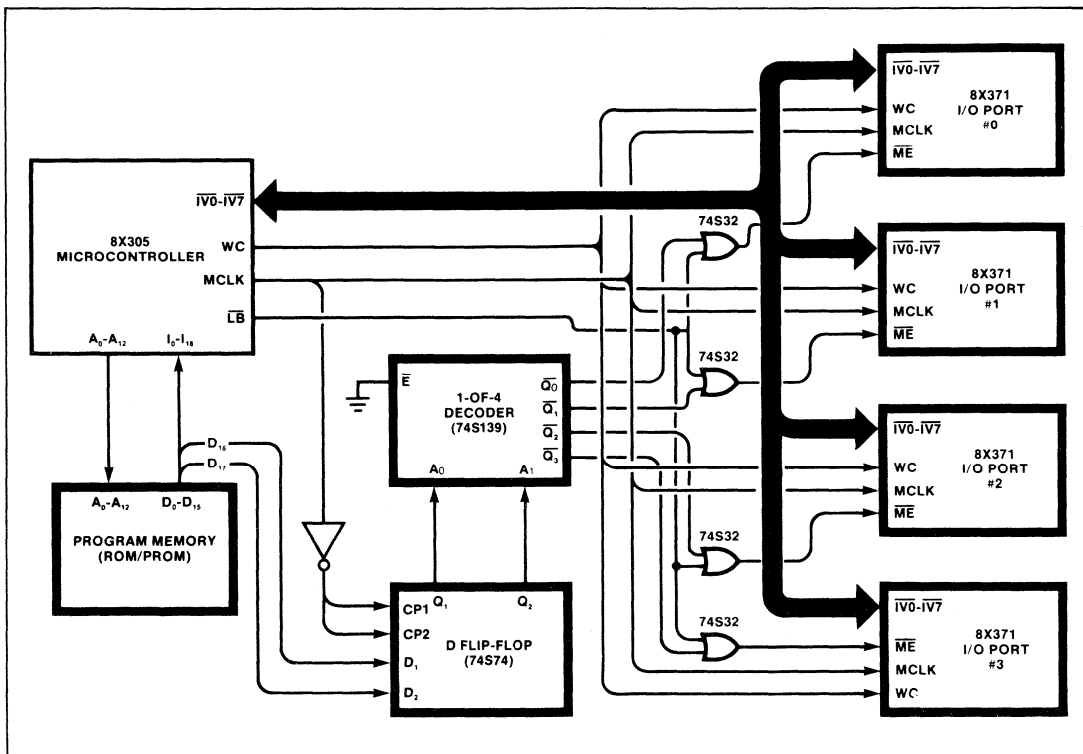 8X305
MICROCONTROLLER
IV0-IV7
WC
MCLK
LB
A₀-A₁₂
I₀-I₁₈
D₁₆
D₁₇
A₀-A₁₂
D₀-D₁₅
PROGRAM MEMORY
(ROM/PROM)
E
1-OF-4
DECODER
(74S139)
Q0
Q1
Q2
Q3
A0
A1
Q₁
Q₂
CP1
CP2
D₁
D₂
D FLIP-FLOP
(74S74)
74S32
74S32
74S32
74S32
IV0-IV7
8X371
I/O PORT
#0
WC
MCLK
ME
IV0-IV7
8X371
I/O PORT
#1
WC
MCLK
ME
IV0-IV7
8X371
I/O PORT
#2
WC
MCLK
ME
IV0-IV7
8X371
I/O PORT
#3
ME
MCLK
WC